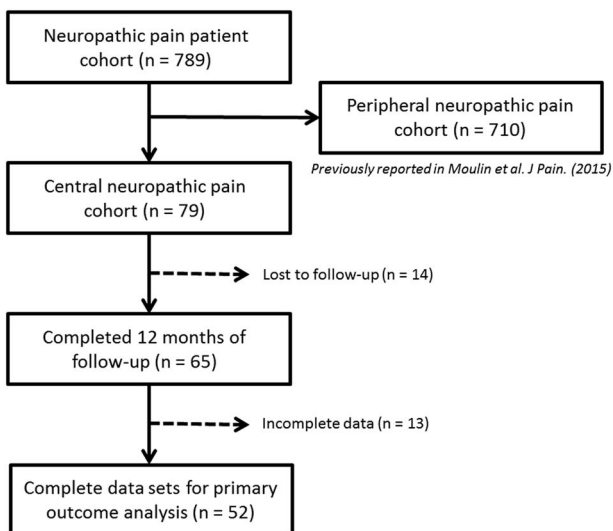 Neuropathic pain patient
cohort (n = 789)
Peripheral neuropathic pain
cohort (n = 710)
Previously reported in Moulin et al. J Pain. (2015)
Central neuropathic pain
cohort (n = 79)
Lost to follow-up (n = 14)
Completed 12 months of
follow-up (n = 65)
Incomplete data (n = 13)
Complete data sets for primary
outcome analysis (n = 52)